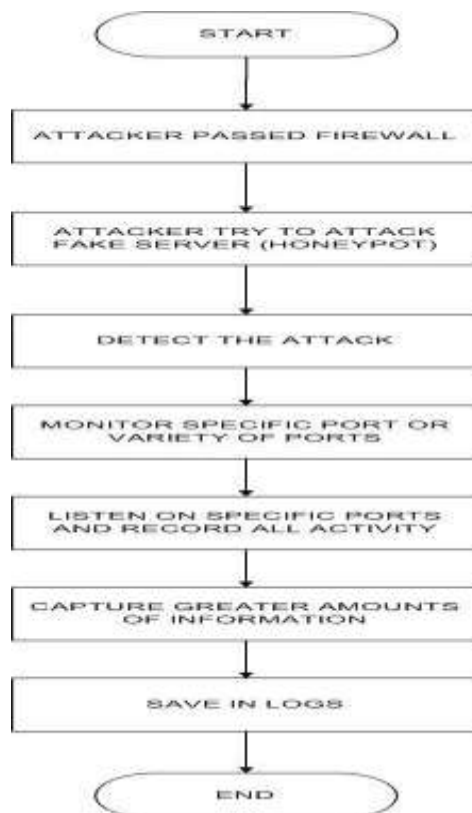 START
ATTACKER PASSED FIREWALL
ATTACKER TRY TO ATTACK
FAKE SERVER (HONEYPOT)
DETECT THE ATTACK
MONITOR SPECIFIC PORT OR
VARIETY OF PORTS
LISTEN ON SPECIFIC PORTS
AND RECORD ALL ACTIVITY
CAPTURE GREATER AMOUNTS
OF INFORMATION
SAVE IN LOGS
END